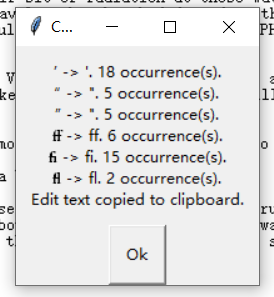 C...
’ -> '. 18 occurrence(s).
“ -> ". 5 occurrence(s).
” -> ". 5 occurrence(s).
ff -> ff. 6 occurrence(s).
fi -> fi. 15 occurrence(s).
fl -> fl. 2 occurrence(s).
Edit text copied to clipboard.
Ok